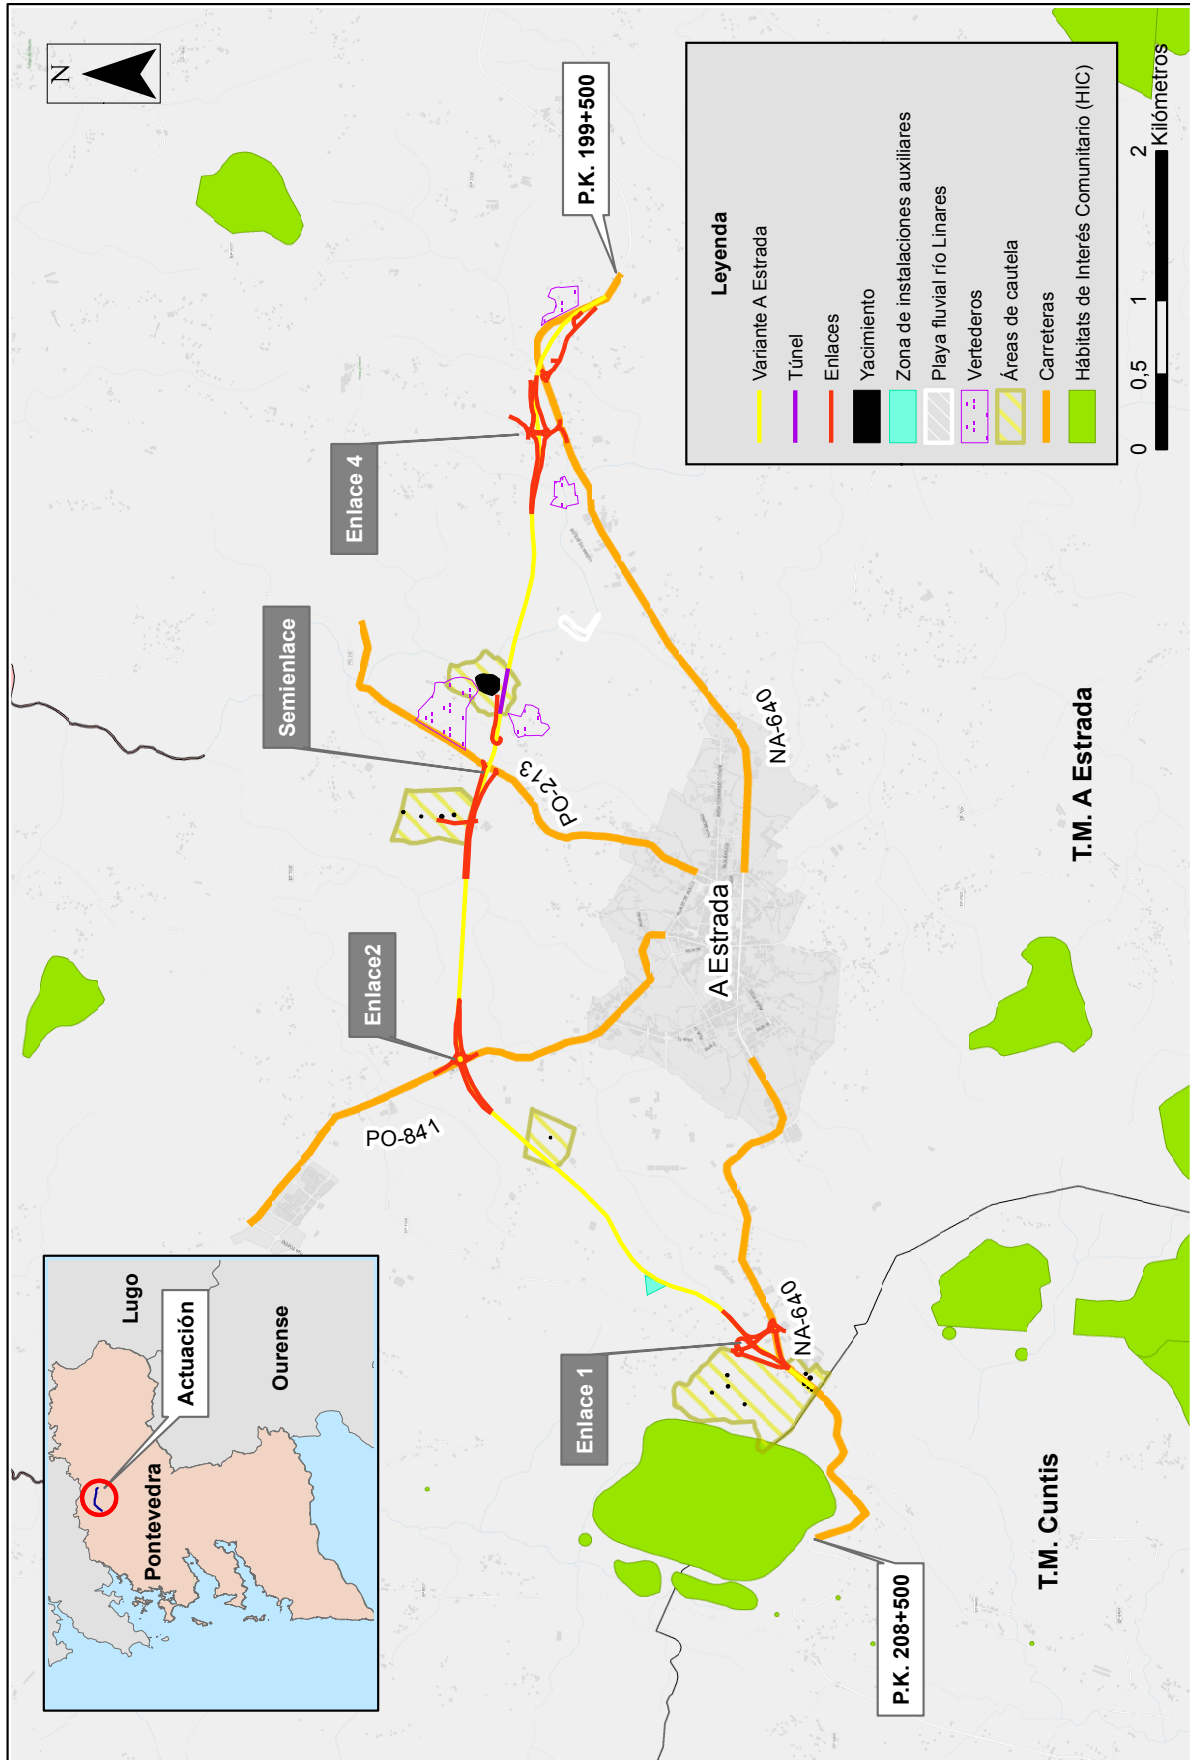 N
P.K. 199+500
Enlace 4
Semienlace
Enlace2
Enlace 1
P.K. 208+500
PO-841
PO-213
NA-640
NA-640
A Estrada
T.M. A Estrada
T.M. Cuntis
Lugo
Actuación
Ourense
Pontevedra
Leyenda
Variante A Estrada
Túnel
Enlaces
Yacimiento
Zona de instalaciones auxiliares
Playa fluvial río Linares
Vertederos
Áreas de cautela
Carreteras
Hábitats de Interés Comunitario (HIC)
0 0,5 1 2
Kilómetros